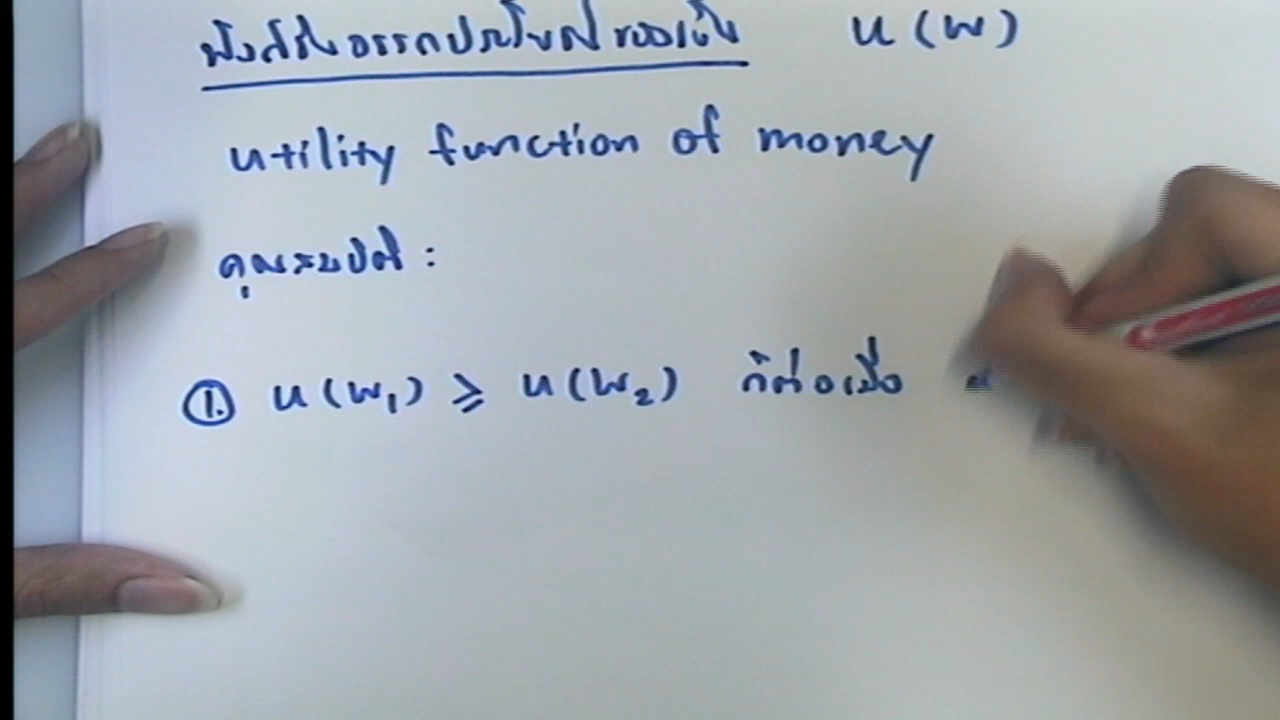 ฟังก์ชันอรรถประโยชน์ของเงิน u(w)
utility function of money
คุณสมบัติ :
①. u(w₁) ≥ u(w₂) ก็ต่อเมื่อ